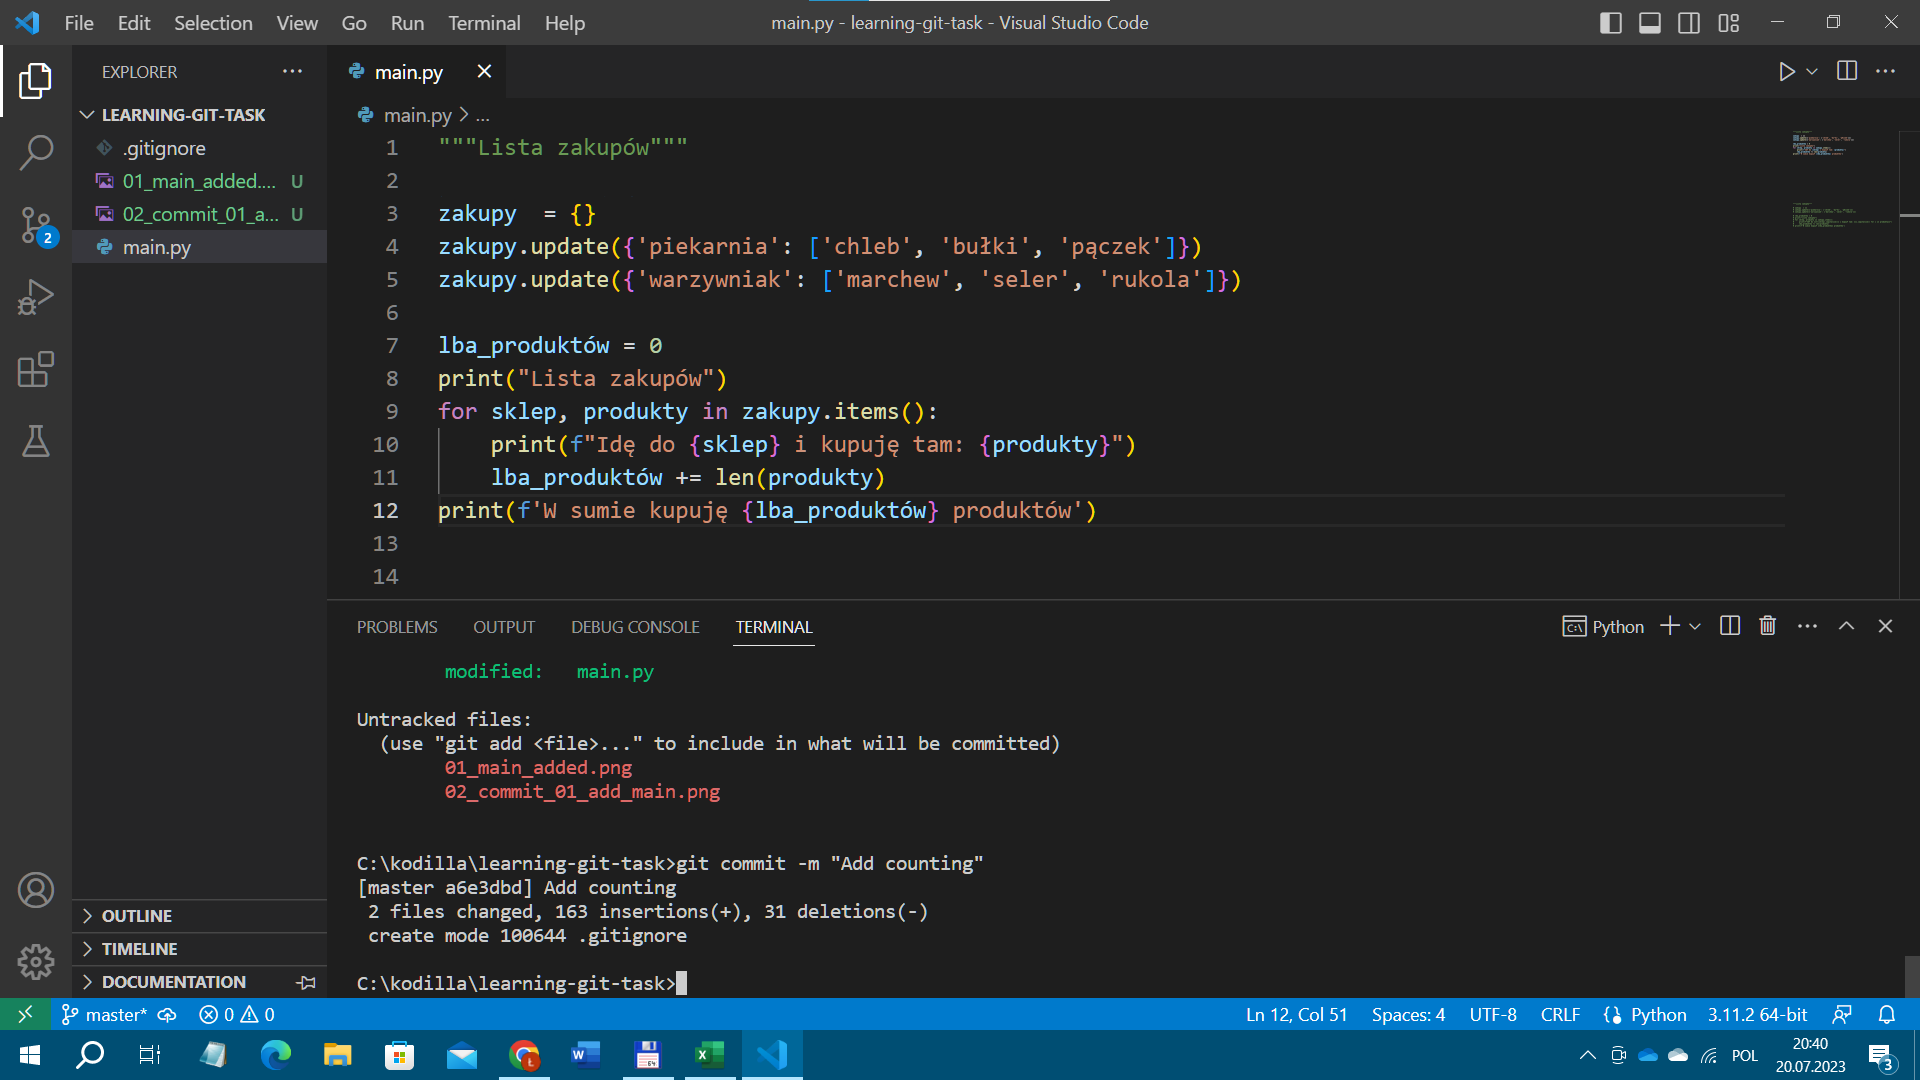 File Edit Selection View Go Run Terminal Help
main.py - learning-git-task - Visual Studio Code
EXPLORER
LEARNING-GIT-TASK
.gitignore
01_main_added.... U
02_commit_01_a... U
main.py
2
OUTLINE
TIMELINE
DOCUMENTATION
main.py
main.py > ...
1 """Lista zakupów"""
2
3 zakupy  = {}
4 zakupy.update({'piekarnia': ['chleb', 'bułki', 'pączek']})
5 zakupy.update({'warzywniak': ['marchew', 'seler', 'rukola']})
6
7 lba_produktów = 0
8 print("Lista zakupów")
9 for sklep, produkty in zakupy.items():
10     print(f"Idę do {sklep} i kupuję tam: {produkty}")
11     lba_produktów += len(produkty)
12 print(f'W sumie kupuję {lba_produktów} produktów')
13
14
PROBLEMS OUTPUT DEBUG CONSOLE TERMINAL
Python
modified:   main.py
Untracked files:
(use "git add <file>..." to include in what will be committed)
01_main_added.png
02_commit_01_add_main.png
C:\kodilla\learning-git-task>git commit -m "Add counting"
[master a6e3dbd] Add counting
2 files changed, 163 insertions(+), 31 deletions(-)
create mode 100644 .gitignore
C:\kodilla\learning-git-task>
master* 0 0
Ln 12, Col 51 Spaces: 4 UTF-8 CRLF Python 3.11.2 64-bit
POL
20:40
20.07.2023
3